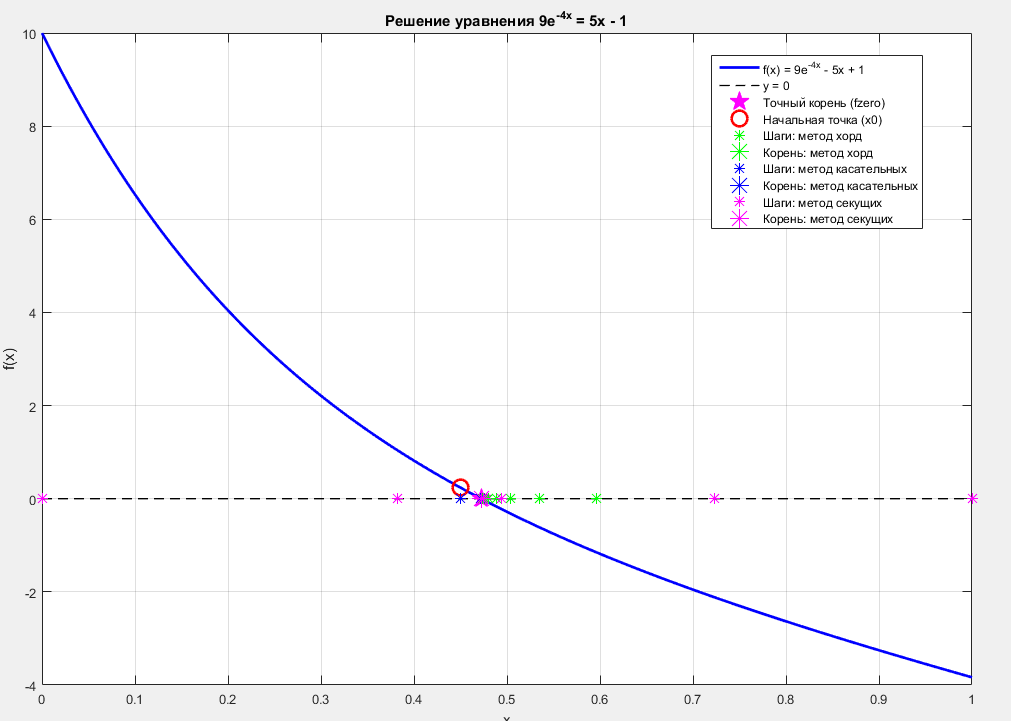 Решение уравнения 9e^-4x = 5x - 1
f(x) = 9e^-4x - 5x + 1
y = 0
Точный корень (fzero)
Начальная точка (x0)
Шаги: метод хорд
Корень: метод хорд
Шаги: метод касательных
Корень: метод касательных
Шаги: метод секущих
Корень: метод секущих
f(x)
10
8
6
4
2
0
-2
-4
0 0.1 0.2 0.3 0.4 0.5 0.6 0.7 0.8 0.9 1
x